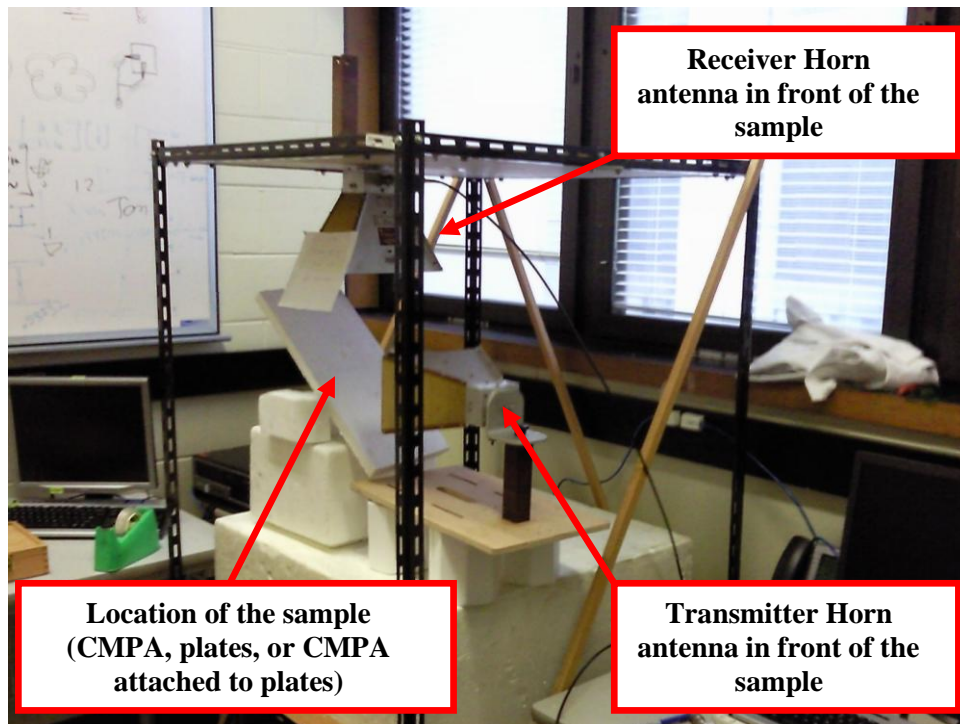 Receiver Horn
antenna in front of the
sample
12
Location of the sample
(CMPA, plates, or CMPA
attached to plates)
Transmitter Horn
antenna in front of the
sample